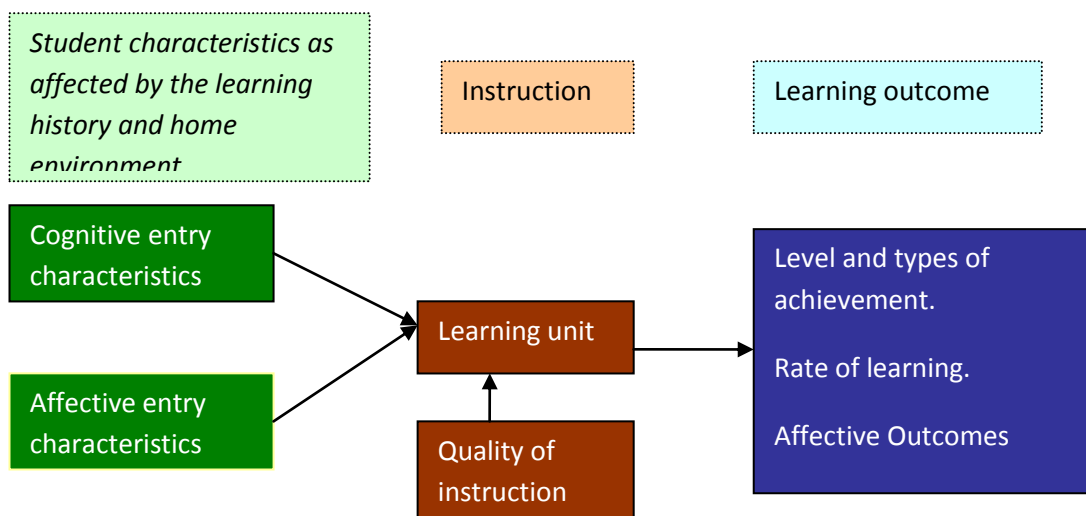 Student characteristics as
affected by the learning
history and home
environment
Instruction
Learning outcome
Cognitive entry
characteristics
Affective entry
characteristics
Learning unit
Quality of
instruction
Level and types of
achievement.
Rate of learning.
Affective Outcomes